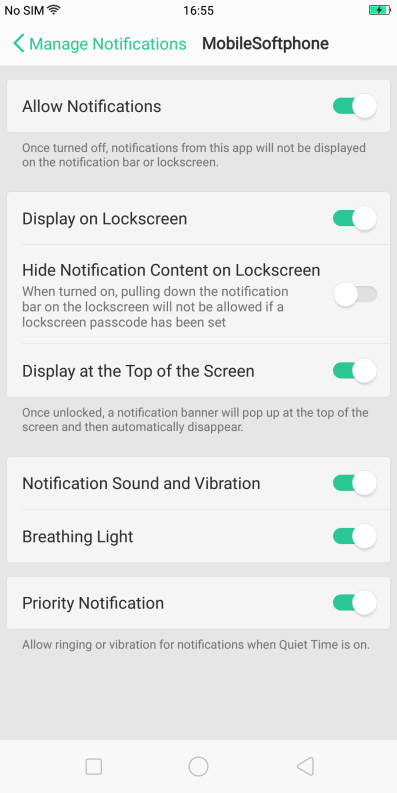 No SIM 16:55
Manage Notifications MobileSoftphone
Allow Notifications
Once turned off, notifications from this app will not be displayed
on the notification bar or lockscreen.
Display on Lockscreen
Hide Notification Content on Lockscreen
When turned on, pulling down the notification
bar on the lockscreen will not be allowed if a
lockscreen passcode has been set
Display at the Top of the Screen
Once unlocked, a notification banner will pop up at the top of the
screen and then automatically disappear.
Notification Sound and Vibration
Breathing Light
Priority Notification
Allow ringing or vibration for notifications when Quiet Time is on.